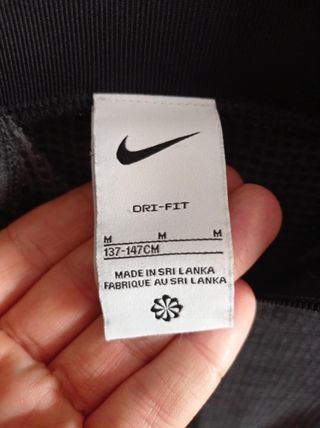 DRI-FIT
M M M
137-147CM
MADE IN SRI LANKA
FABRIQUE AU SRI LANKA